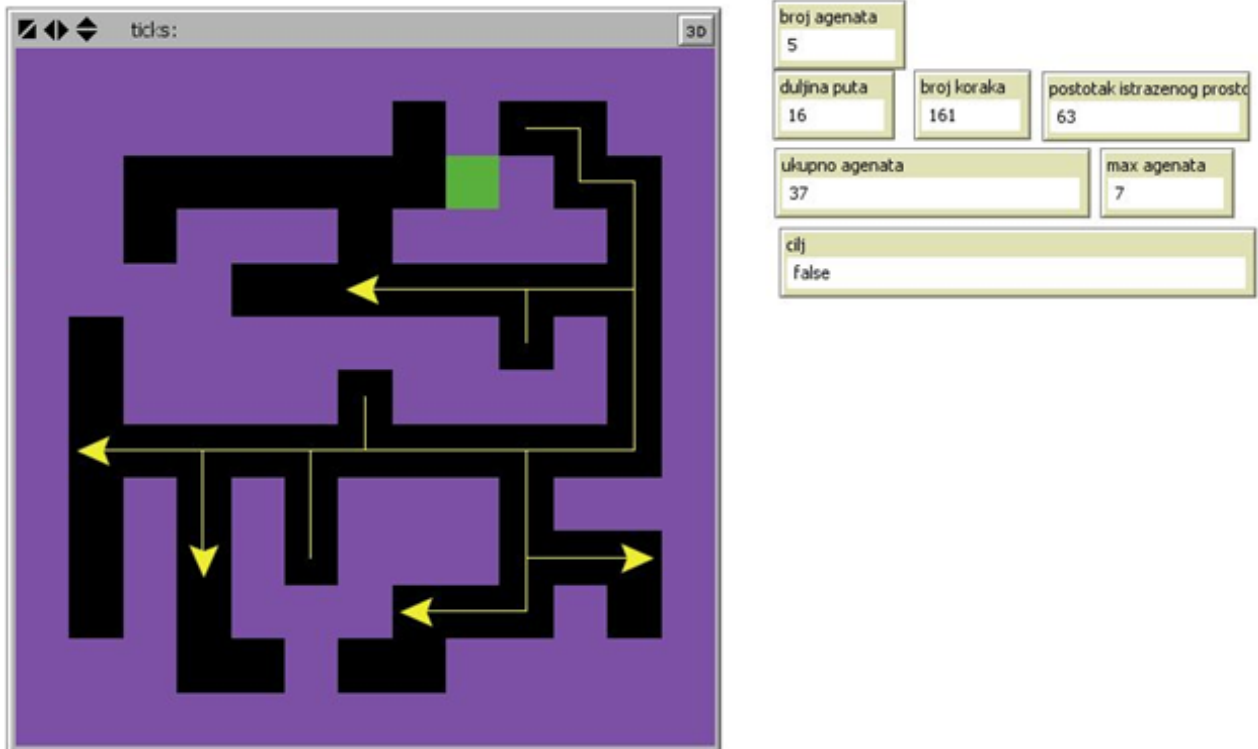 ticks:
3D
broj agenata
5
duljina puta
16
broj koraka
161
postotak istrazenog prosto
63
ukupno agenata
37
max agenata
7
cilj
false